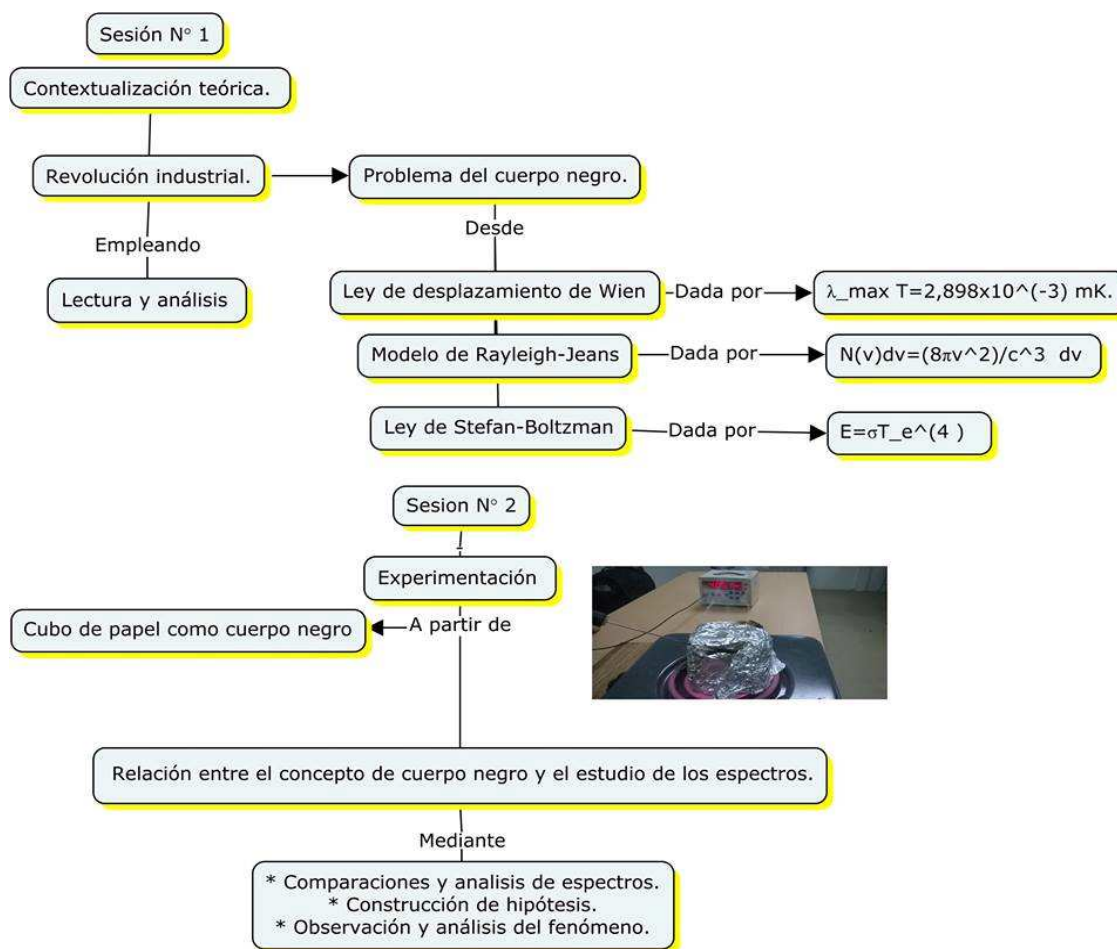 Sesión N° 1
Contextualización teórica.
Revolución industrial.
Problema del cuerpo negro.
Desde
Empleando
Lectura y análisis
Ley de desplazamiento de Wien
Dada por
λ_max T=2,898x10^(-3) mK.
Modelo de Rayleigh-Jeans
Dada por
N(v)dv=(8πv^2)/c^3 dv
Ley de Stefan-Boltzman
Dada por
E=σT_e^(4 )
Sesion N° 2
Experimentación
A partir de
Cubo de papel como cuerpo negro
Relación entre el concepto de cuerpo negro y el estudio de los espectros.
Mediante
* Comparaciones y analisis de espectros.
* Construcción de hipótesis.
* Observación y análisis del fenómeno.